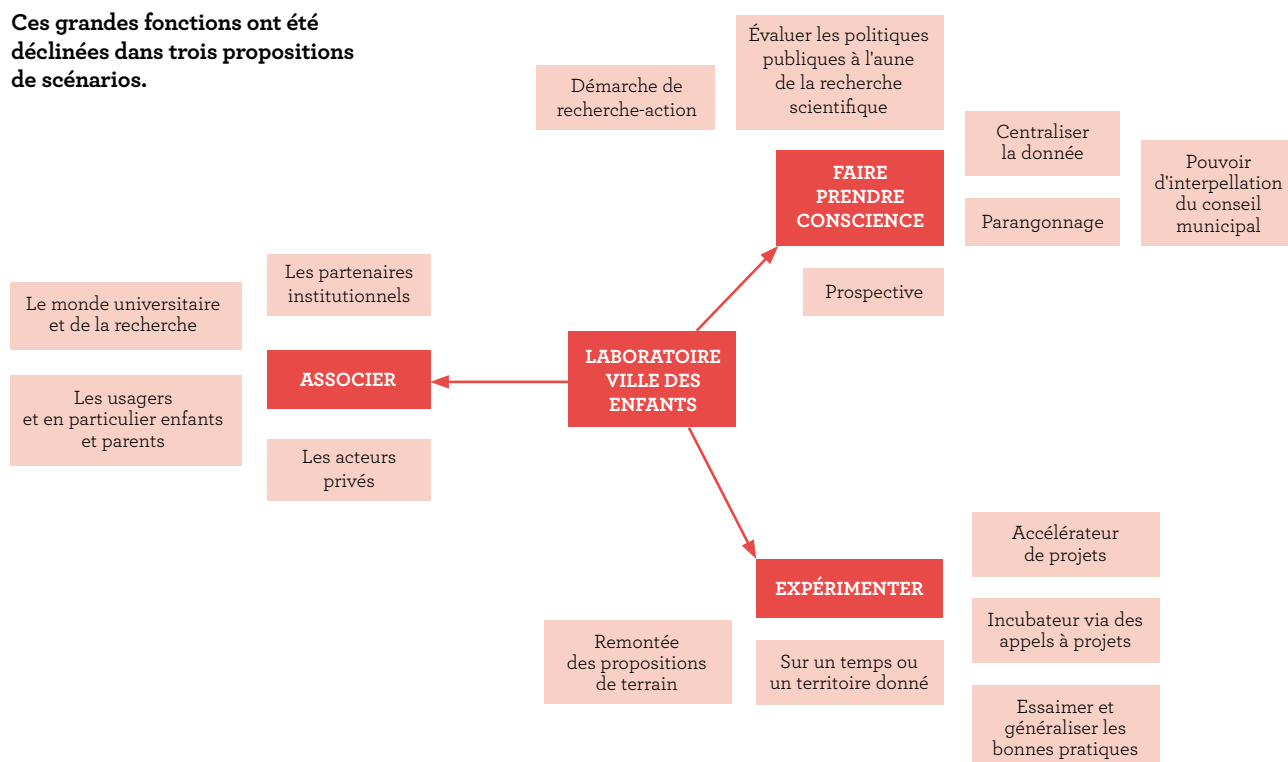 Ces grandes fonctions ont été
déclinées dans trois propositions
de scénarios.
Démarche de
recherche-action
Évaluer les politiques
publiques à l'aune
de la recherche
scientifique
FAIRE
PRENDRE
CONSCIENCE
Centraliser
la donnée
Parangonnage
Pouvoir
d'interpellation
du conseil
municipal
Prospective
Les partenaires
institutionnels
Le monde universitaire
et de la recherche
ASSOCIER
Les usagers
et en particulier enfants
et parents
Les acteurs
privés
LABORATOIRE
VILLE DES
ENFANTS
EXPÉRIMENTER
Accélérateur
de projets
Incubateur via des
appels à projets
Remontée
des propositions
de terrain
Sur un temps ou
un territoire donné
Essaimer et
généraliser les
bonnes pratiques